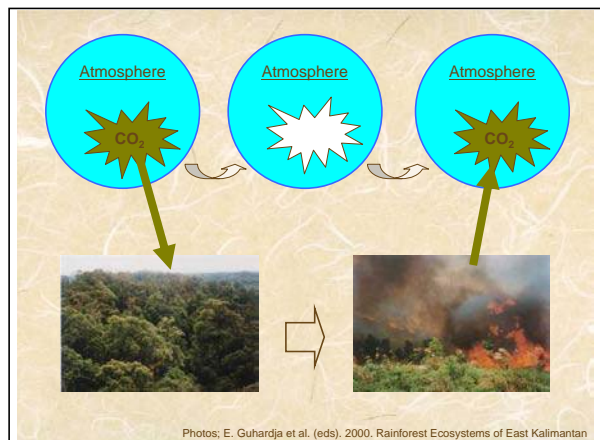 Atmosphere
Atmosphere
Atmosphere
CO₂
CO₂
Photos; E. Guhardja et al. (eds). 2000. Rainforest Ecosystems of East Kalimantan